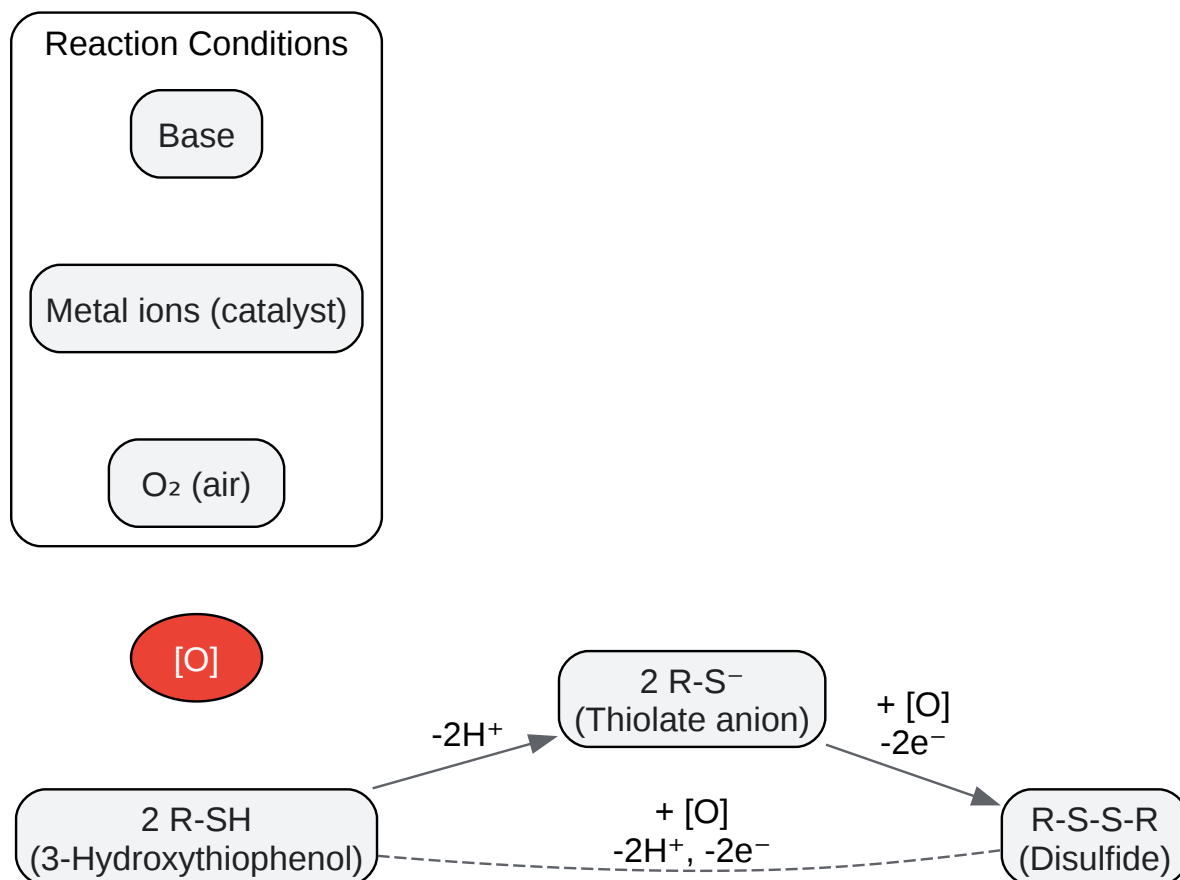 Reaction Conditions
Base
Metal ions (catalyst)
O₂ (air)
[O]
2 R-S⁻
(Thiolate anion)
-2H⁺
+ [O]
-2e⁻
2 R-SH
(3-Hydroxythiophenol)
+ [O]
-2H⁺, -2e⁻
R-S-S-R
(Disulfide)